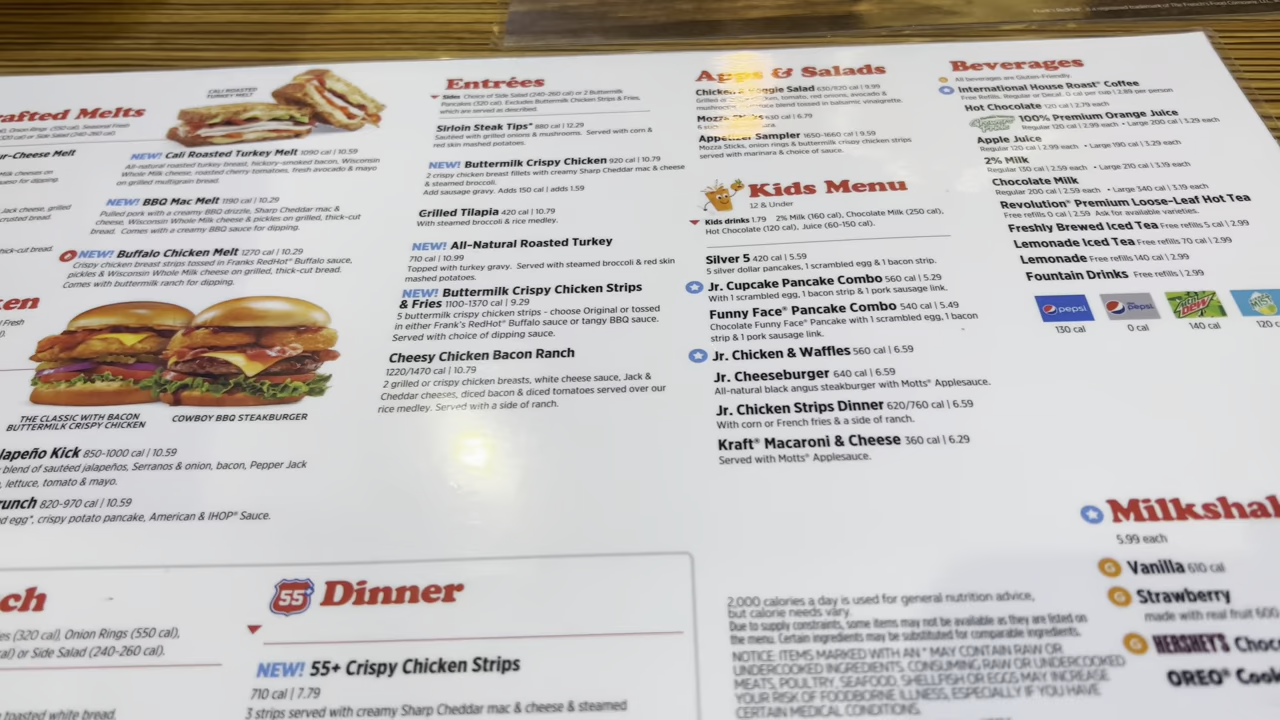 rafted Melts
CALI ROASTED
TURKEY MELT
ur-Cheese Melt
NEW! Cali Roasted Turkey Melt 1090 cal | 10.59
All-natural roasted turkey breast, hickory-smoked bacon, Wisconsin
Whole Milk cheese, roasted cherry tomatoes, fresh avocado & mayo
on grilled multigrain bread.
NEW! BBQ Mac Melt 1190 cal | 10.29
Pulled pork with a creamy BBQ drizzle, Sharp Cheddar mac &
cheese, Wisconsin Whole Milk cheese & pickles on grilled, thick-cut
bread. Comes with a creamy BBQ sauce for dipping.
thick-cut bread.
NEW! Buffalo Chicken Melt 1270 cal | 10.29
Crispy chicken breast strips tossed in Franks RedHot® Buffalo sauce,
pickles & Wisconsin Whole Milk cheese on grilled, thick-cut bread.
Comes with buttermilk ranch for dipping.
ken
THE CLASSIC WITH BACON
BUTTERMILK CRISPY CHICKEN
COWBOY BBQ STEAKBURGER
lapeño Kick 850-1000 cal | 10.59
blend of sautéed jalapeños, Serranos & onion, bacon, Pepper Jack
, lettuce, tomato & mayo.
runch 820-970 cal | 10.59
d egg*, crispy potato pancake, American & IHOP® Sauce.
Entrées
Sides Choice of Side Salad (240-260 cal) or 2 Buttermilk
Pancakes (320 cal). Excludes Buttermilk Chicken Strips & Fries,
which are served as described.
Sirloin Steak Tips* 880 cal | 12.29
Sautéed with grilled onions & mushrooms. Served with corn &
red skin mashed potatoes.
NEW! Buttermilk Crispy Chicken 920 cal | 10.79
2 crispy chicken breast fillets with creamy Sharp Cheddar mac & cheese
& steamed broccoli.
Add sausage gravy. Adds 150 cal | adds 1.59
Grilled Tilapia 420 cal | 10.79
With steamed broccoli & rice medley.
NEW! All-Natural Roasted Turkey
710 cal | 10.99
Topped with turkey gravy. Served with steamed broccoli & red skin
mashed potatoes.
NEW! Buttermilk Crispy Chicken Strips
& Fries 1100-1370 cal | 9.29
5 buttermilk crispy chicken strips - choose Original or tossed
in either Frank's RedHot® Buffalo sauce or tangy BBQ sauce.
Served with choice of dipping sauce.
Cheesy Chicken Bacon Ranch
1220/1470 cal | 10.79
2 grilled or crispy chicken breasts, white cheese sauce, Jack &
Cheddar cheeses, diced bacon & diced tomatoes served over our
rice medley. Served with a side of ranch.
Apps & Salads
Chicken & Veggie Salad 630/620 cal | 9.99
tomato, red onions, avocado &
blend tossed in balsamic vinaigrette.
Mozza Sticks 630 cal | 6.79
Appetizer Sampler 1650-1660 cal | 9.59
Mozza Sticks, onion rings & buttermilk crispy chicken strips
served with marinara & choice of sauce.
Kids Menu
12 & Under
Kids drinks 1.79 2% Milk (160 cal), Chocolate Milk (250 cal),
Hot Chocolate (120 cal), Juice (60-150 cal).
Silver 5 420 cal | 5.59
5 silver dollar pancakes, 1 scrambled egg & 1 bacon strip.
Jr. Cupcake Pancake Combo 560 cal | 5.29
With 1 scrambled egg, 1 bacon strip & 1 pork sausage link.
Funny Face® Pancake Combo 540 cal | 5.49
Chocolate Funny Face® Pancake with 1 scrambled egg, 1 bacon
strip & 1 pork sausage link.
Jr. Chicken & Waffles 560 cal | 6.59
Jr. Cheeseburger 640 cal | 6.59
All-natural black angus steakburger with Motts® Applesauce.
Jr. Chicken Strips Dinner 620/760 cal | 6.59
With corn or French fries & a side of ranch.
Kraft® Macaroni & Cheese 360 cal | 6.29
Served with Motts® Applesauce.
Beverages
All beverages are Gluten-Friendly.
International House Roast® Coffee
Free Refills, Regular or Decaf. 0 cal per cup | 2.89 per person
Hot Chocolate 120 cal | 2.79 each
100% Premium Orange Juice
Regular 120 cal | 2.99 each • Large 200 cal | 3.29 each
Apple Juice
Regular 120 cal | 2.99 each • Large 190 cal | 3.29 each
2% Milk
Regular 130 cal | 2.59 each • Large 210 cal | 3.19 each
Chocolate Milk
Regular 200 cal | 2.59 each • Large 340 cal | 3.19 each
Revolution® Premium Loose-Leaf Hot Tea
Free refills 0 cal | 2.59 Ask for available varieties.
Freshly Brewed Iced Tea Free refills 5 cal | 2.99
Lemonade Iced Tea Free refills 70 cal | 2.99
Lemonade Free refills 140 cal | 2.99
Fountain Drinks Free refills | 2.99
pepsi
pepsi
Mtn Dew
130 cal
0 cal
140 cal
120 c
Milkshak
5.99 each
G Vanilla 610 cal
G Strawberry
made with real fruit 600
G HERSHEY'S Choc
OREO® Cook
ch
es (320 cal), Onion Rings (550 cal),
al) or Side Salad (240-260 cal).
toasted white bread.
55+ Dinner
NEW! 55+ Crispy Chicken Strips
710 cal | 7.79
3 strips served with creamy Sharp Cheddar mac & cheese & steamed
2,000 calories a day is used for general nutrition advice,
but calorie needs vary.
Due to supply constraints, some items may not be available as they are listed on
the menu. Certain ingredients may be substituted for comparable ingredients.
NOTICE: ITEMS MARKED WITH AN * MAY CONTAIN RAW OR
UNDERCOOKED INGREDIENTS. CONSUMING RAW OR UNDERCOOKED
MEATS, POULTRY, SEAFOOD, SHELLFISH OR EGGS MAY INCREASE
YOUR RISK OF FOODBORNE ILLNESS, ESPECIALLY IF YOU HAVE
CERTAIN MEDICAL CONDITIONS.